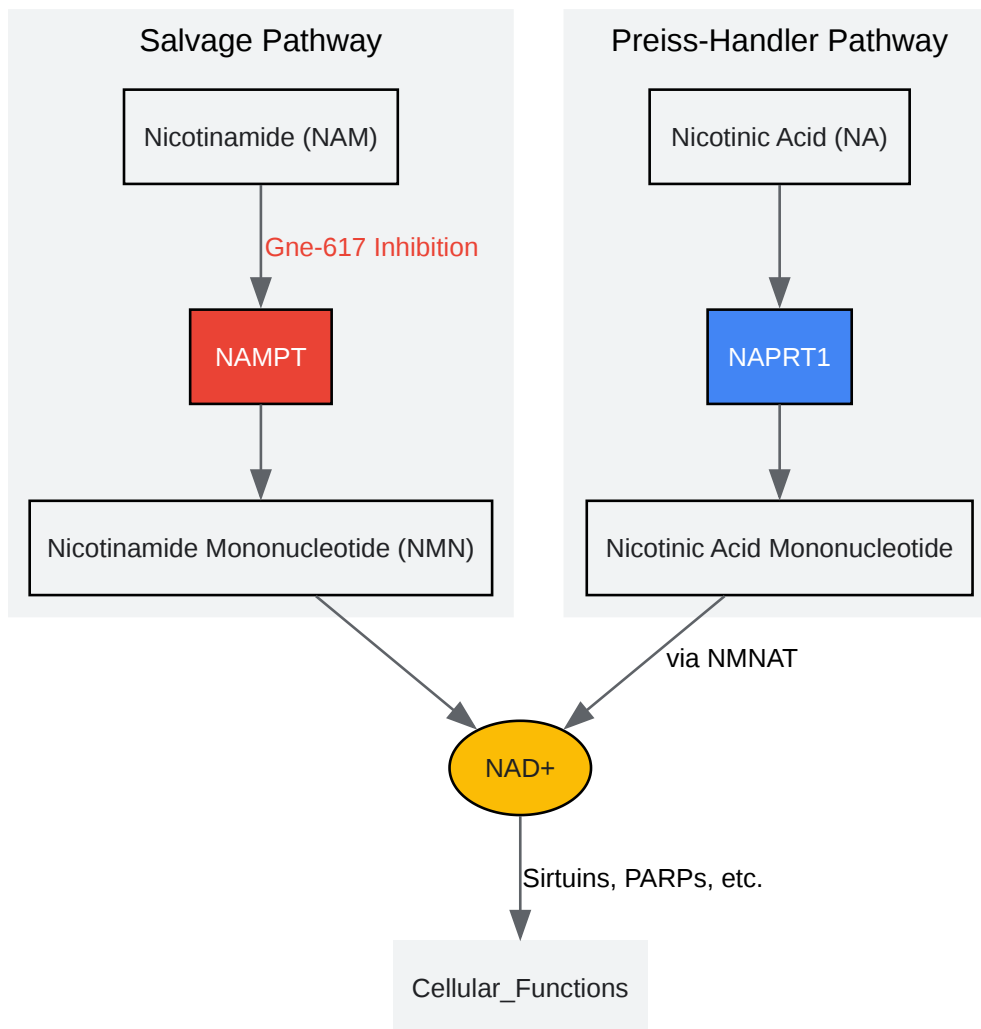 Salvage Pathway
Preiss-Handler Pathway
Nicotinamide (NAM)
Nicotinic Acid (NA)
Gne-617 Inhibition
NAMPT
NAPRT1
Nicotinamide Mononucleotide (NMN)
Nicotinic Acid Mononucleotide
via NMNAT
NAD+
Sirtuins, PARPs, etc.
Cellular_Functions